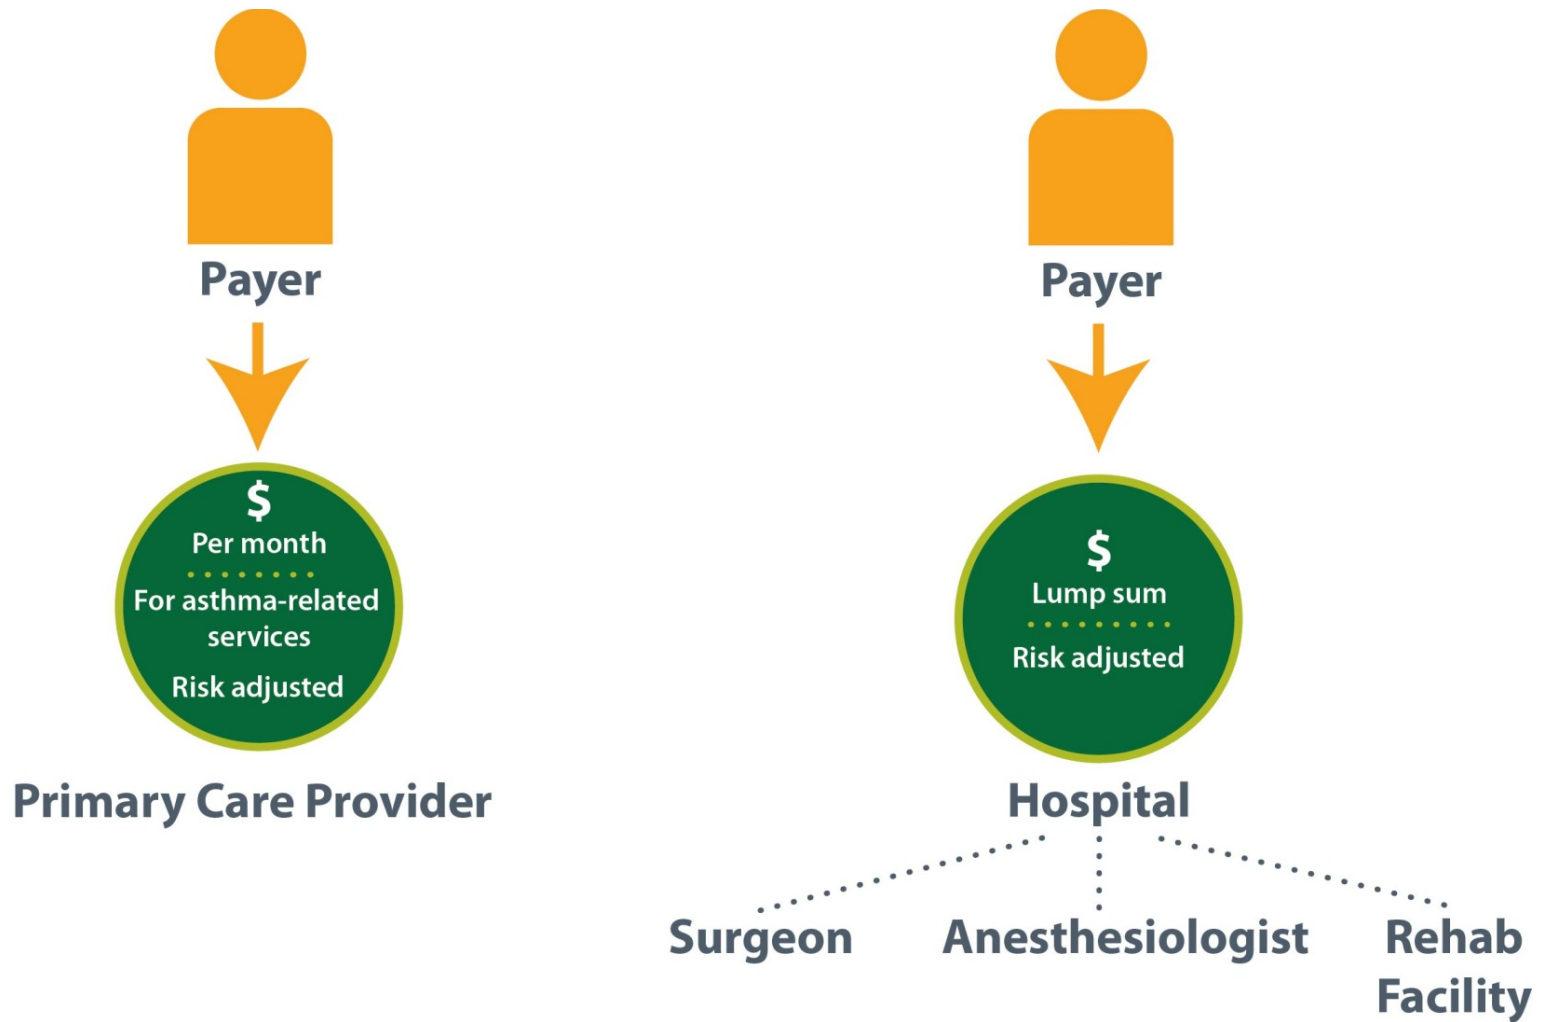 Payer
$
Per month
For asthma-related
services
Risk adjusted
Primary Care Provider
Payer
$
Lump sum
Risk adjusted
Hospital
Surgeon
Anesthesiologist
Rehab
Facility